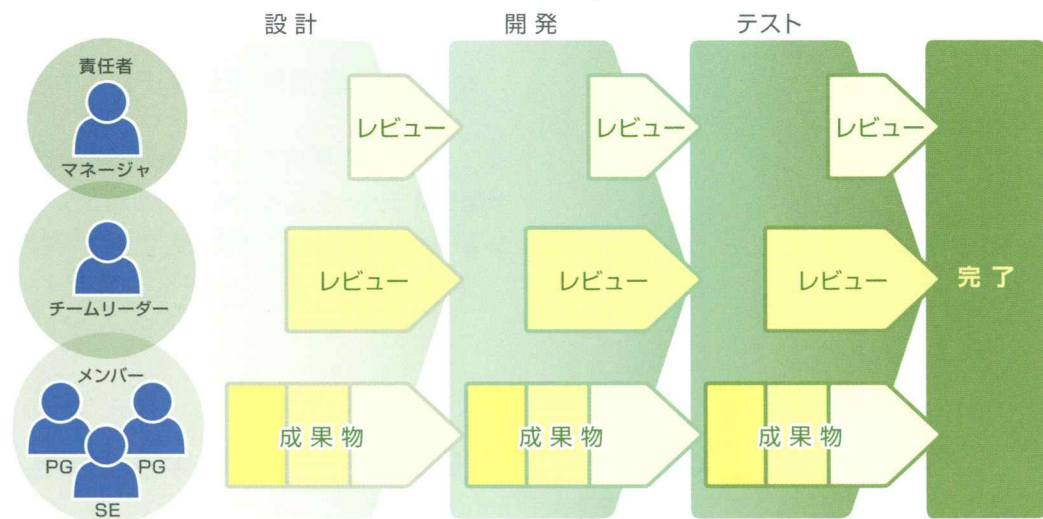 設計
開発
テスト
責任者
マネージャ
レビュー
レビュー
レビュー
チームリーダー
レビュー
レビュー
レビュー
完了
メンバー
PG
PG
SE
成果物
成果物
成果物